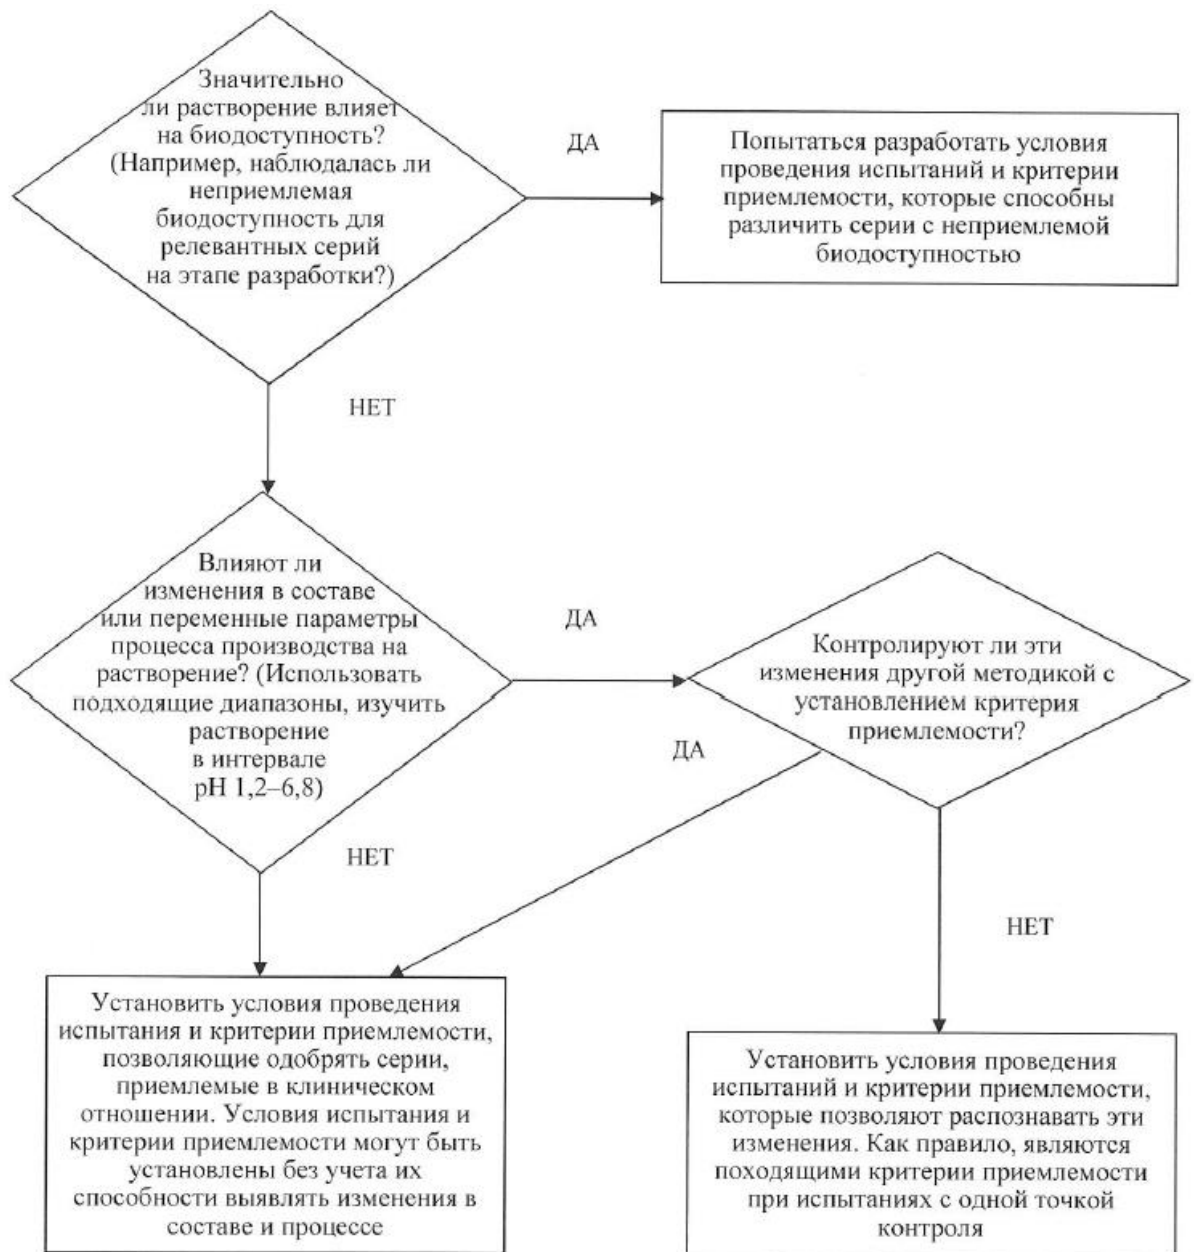 Значительно
ли растворение влияет
на биодоступность?
(Например, наблюдалась ли
неприемлемая
биодоступность для
релевантных серий
на этапе разработки?)
ДА
Попытаться разработать условия
проведения испытаний и критерии
приемлемости, которые способны
различить серии с неприемлемой
биодоступностью
НЕТ
Влияют ли
изменения в составе
или переменные параметры
процесса производства на
растворение? (Использовать
подходящие диапазоны, изучить
растворение
в интервале
pH 1,2–6,8)
ДА
Контролируют ли эти
изменения другой методикой с
установлением критерия
приемлемости?
ДА
НЕТ
НЕТ
Установить условия проведения
испытания и критерии приемлемости,
позволяющие одобрять серии,
приемлемые в клиническом
отношении. Условия испытания и
критерии приемлемости могут быть
установлены без учета их
способности выявлять изменения в
составе и процессе
Установить условия проведения
испытаний и критерии приемлемости,
которые позволяют распознавать эти
изменения. Как правило, являются
походящими критерии приемлемости
при испытаниях с одной точкой
контроля